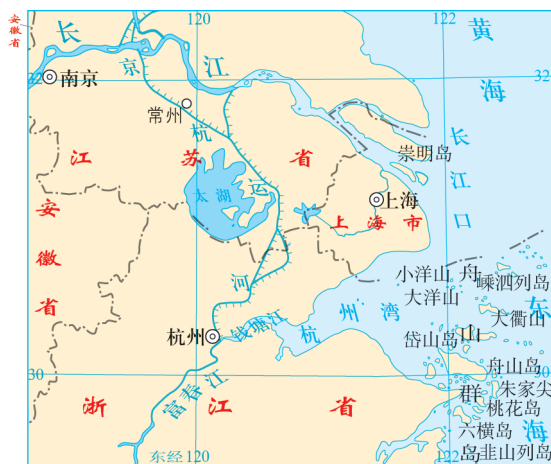 安徽省
120
122
长
江
黄
海
京
32
32
南京
常州
杭
长
江
口
崇明岛
江 苏 省
运
太湖
上海
上 海 市
安
徽
省
小洋山
舟
嵊泗列岛
河
大洋山
东
杭 州 湾
大衢山
钱塘江
杭州
岱山岛
山
舟山岛
30
30
富春江
群
朱家尖
浙 江 省
桃花岛
六横岛
海
东经120
122
岛
韭山列岛